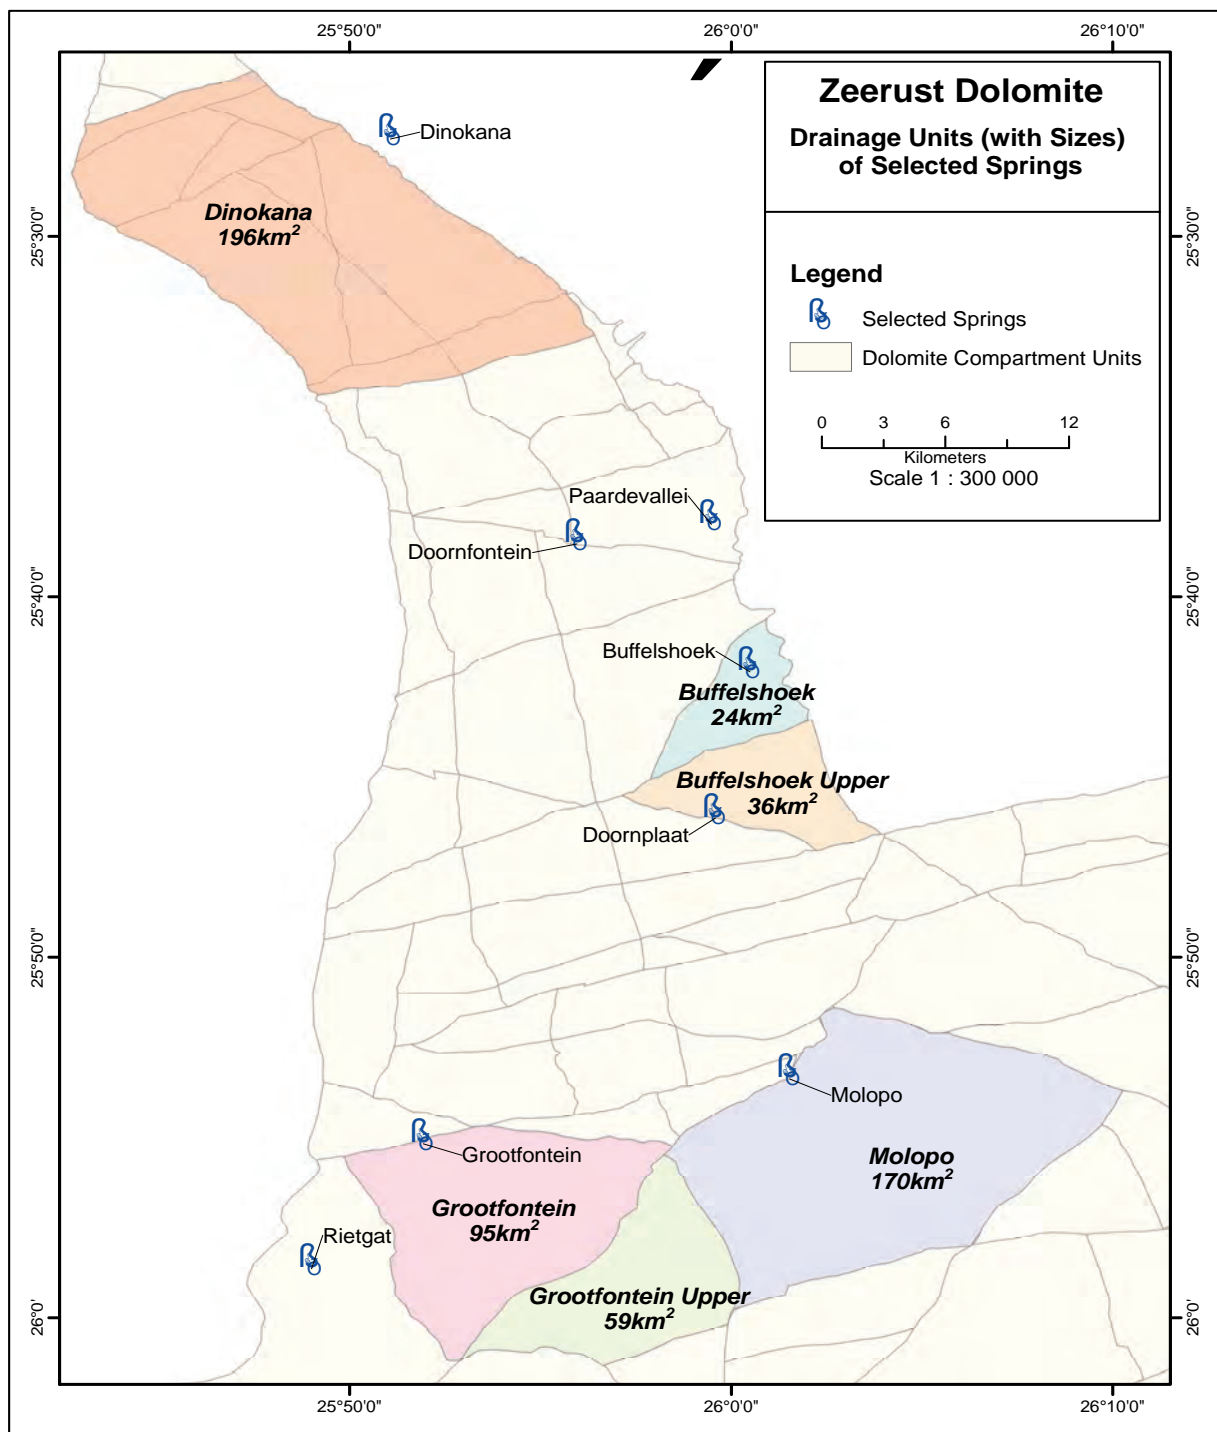 25°50'0"
26°0'0"
26°10'0"
Zeerust Dolomite
Drainage Units (with Sizes)
of Selected Springs
Legend
Selected Springs
Dolomite Compartment Units
0 3 6 12
Kilometers
Scale 1 : 300 000
Dinokana
Dinokana
196km²
25°30'0"
25°30'0"
Paardevallei
Doornfontein
25°40'0"
25°40'0"
Buffelshoek
Buffelshoek
24km²
Buffelshoek Upper
36km²
Doornplaat
25°50'0"
25°50'0"
Molopo
Molopo
170km²
Grootfontein
Grootfontein
95km²
Rietgat
Grootfontein Upper
59km²
26°0'
26°0'
25°50'0"
26°0'0"
26°10'0"